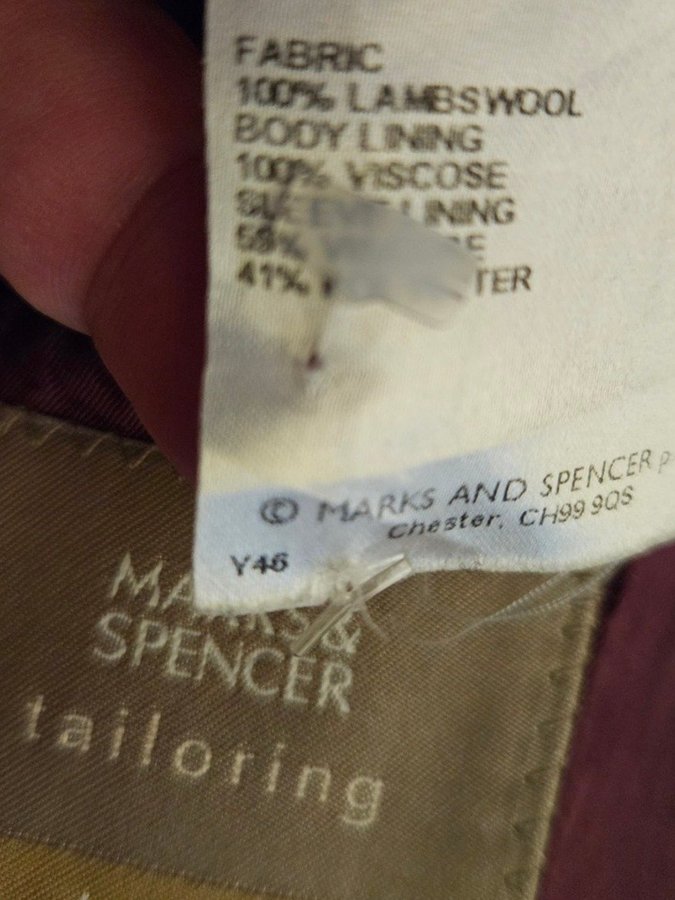 FABRIC
100% LAMBSWOOL
BODY LINING
100% VISCOSE
SLEEVE LINING
59%
41%
© MARKS AND SPENCER
Chester, CH99 9QS
Y46
MARKS &
SPENCER
tailoring